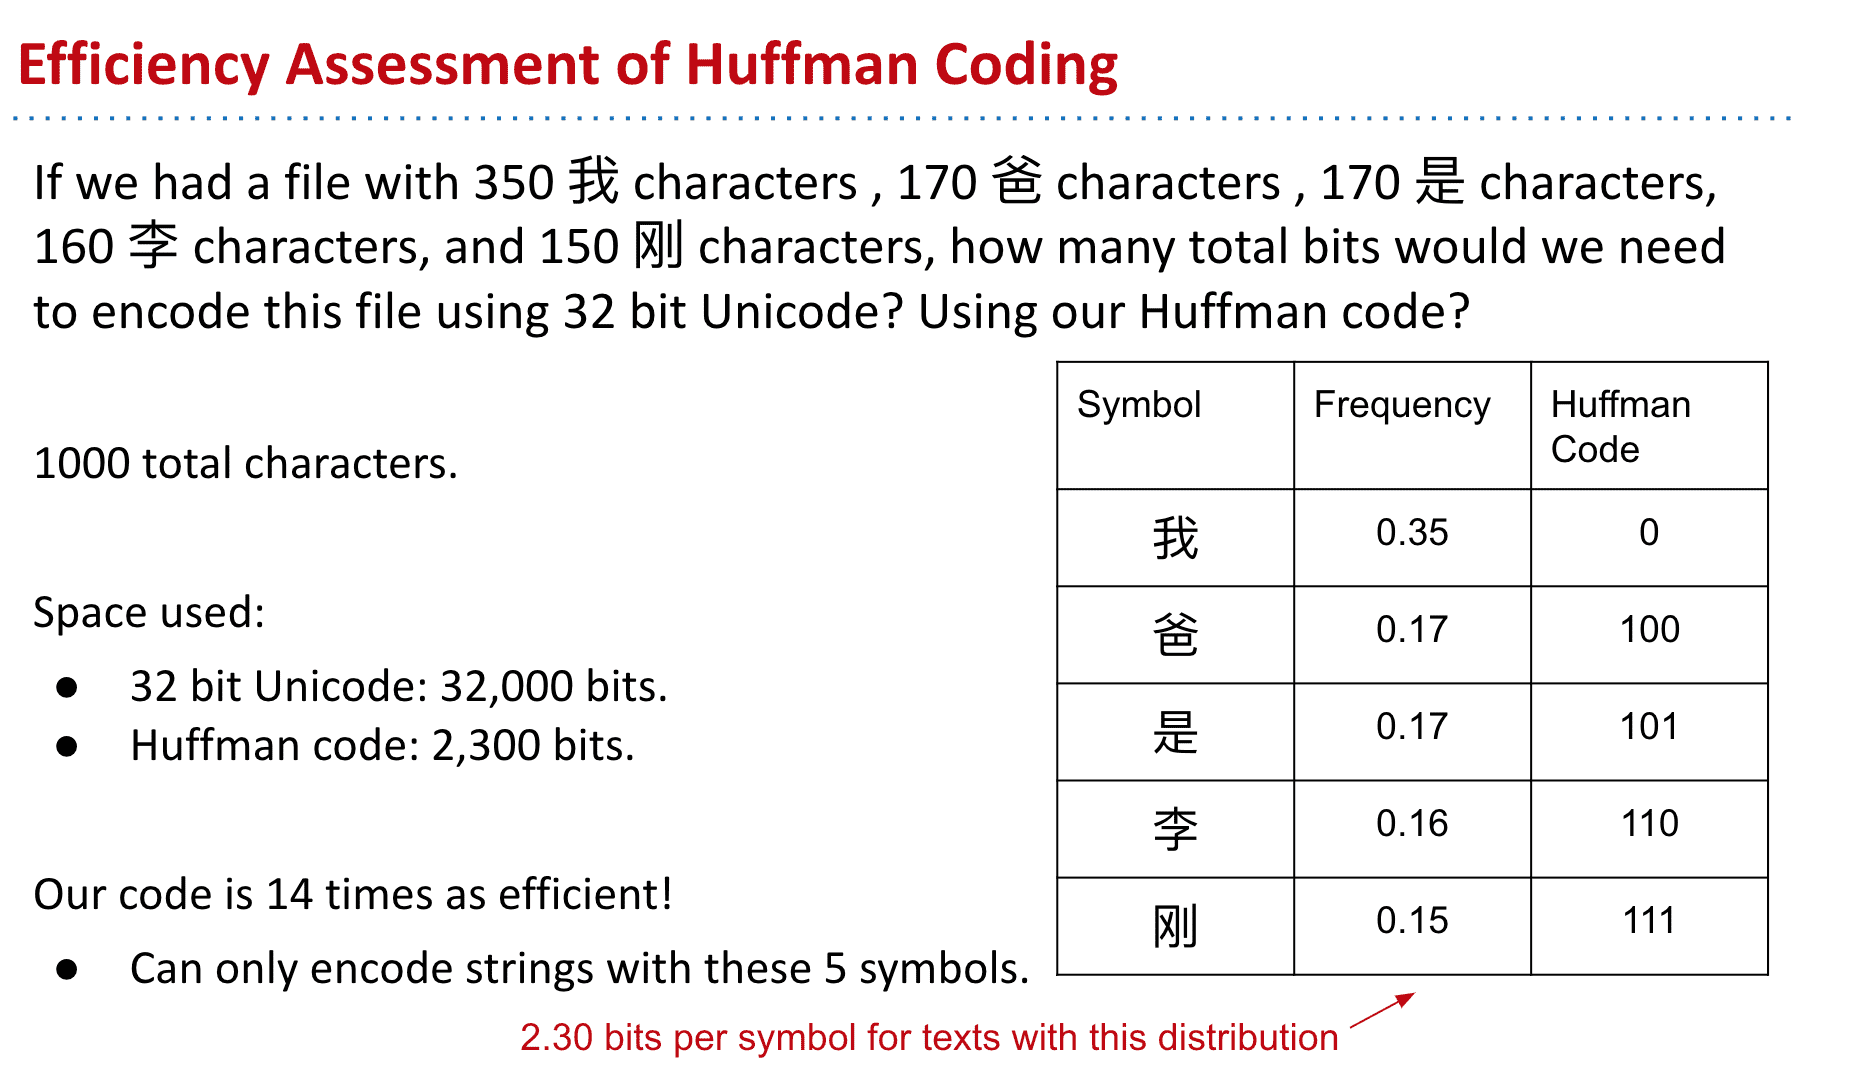 Efficiency Assessment of Huffman Coding
If we had a file with 350 我 characters , 170 爸 characters , 170 是 characters,
160 李 characters, and 150 刚 characters, how many total bits would we need
to encode this file using 32 bit Unicode? Using our Huffman code?
1000 total characters.
Space used:
● 32 bit Unicode: 32,000 bits.
● Huffman code: 2,300 bits.
Our code is 14 times as efficient!
● Can only encode strings with these 5 symbols.
Symbol Frequency Huffman
Code
我 0.35 0
爸 0.17 100
是 0.17 101
李 0.16 110
刚 0.15 111
2.30 bits per symbol for texts with this distribution